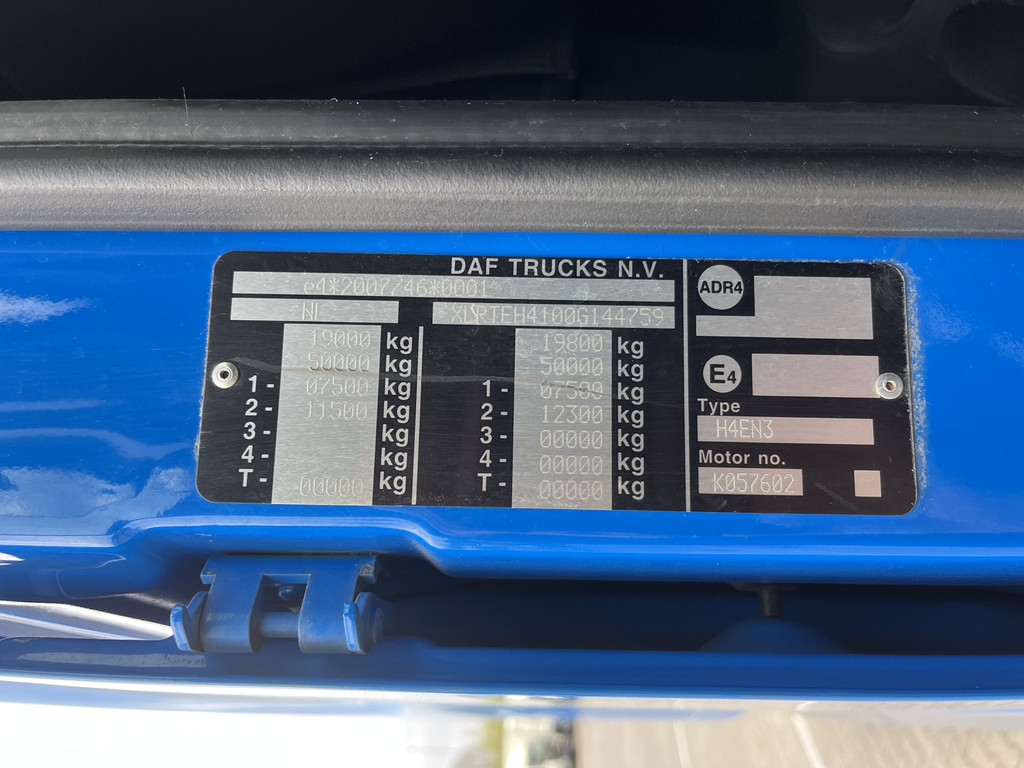 DAF TRUCKS N.V.
e4*2007/46*0001
NL XLRTEH4100G144759
19000 kg 19800 kg
50000 kg 50000 kg
1- 07500 kg 1- 07509 kg
2- 11500 kg 2- 12300 kg
3- kg 3- 00000 kg
4- kg 4- 00000 kg
T- 00000 kg T- 00000 kg
ADR4
E4
Type
H4EN3
Motor no.
K057602